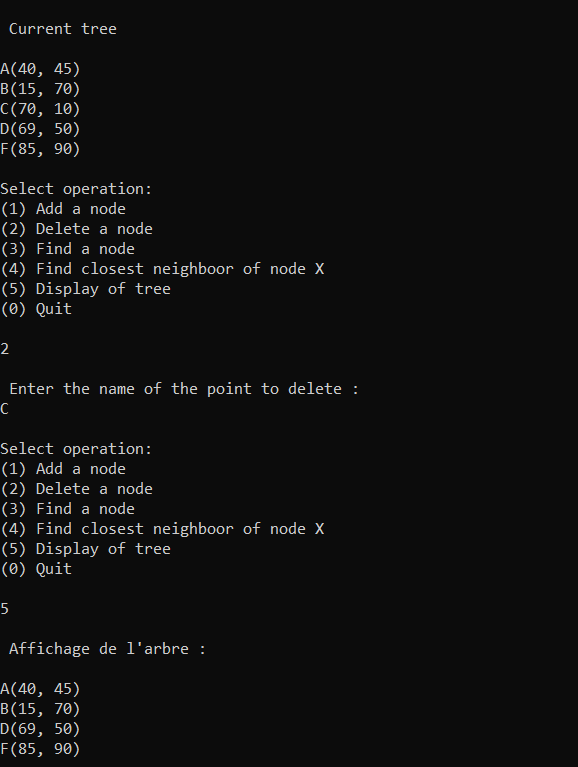 Current tree
A(40, 45)
B(15, 70)
C(70, 10)
D(69, 50)
F(85, 90)
Select operation:
(1) Add a node
(2) Delete a node
(3) Find a node
(4) Find closest neighboor of node X
(5) Display of tree
(0) Quit
2
Enter the name of the point to delete :
C
Select operation:
(1) Add a node
(2) Delete a node
(3) Find a node
(4) Find closest neighboor of node X
(5) Display of tree
(0) Quit
5
Affichage de l'arbre :
A(40, 45)
B(15, 70)
D(69, 50)
F(85, 90)